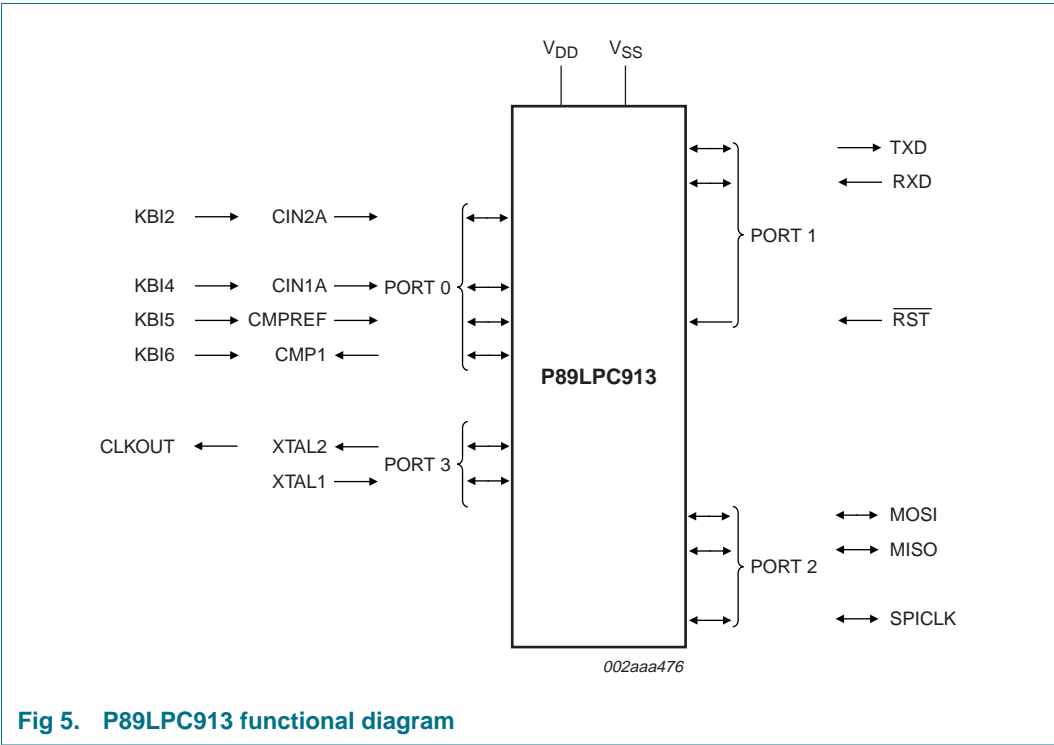 VDD VSS
TXD
RXD
KBI2 CIN2A
PORT 1
KBI4 CIN1A PORT 0
KBI5 CMPREF RST
KBI6 CMP1
P89LPC913
CLKOUT XTAL2
PORT 3
XTAL1
MOSI
MISO
PORT 2
SPICLK
002aaa476
Fig 5. P89LPC913 functional diagram